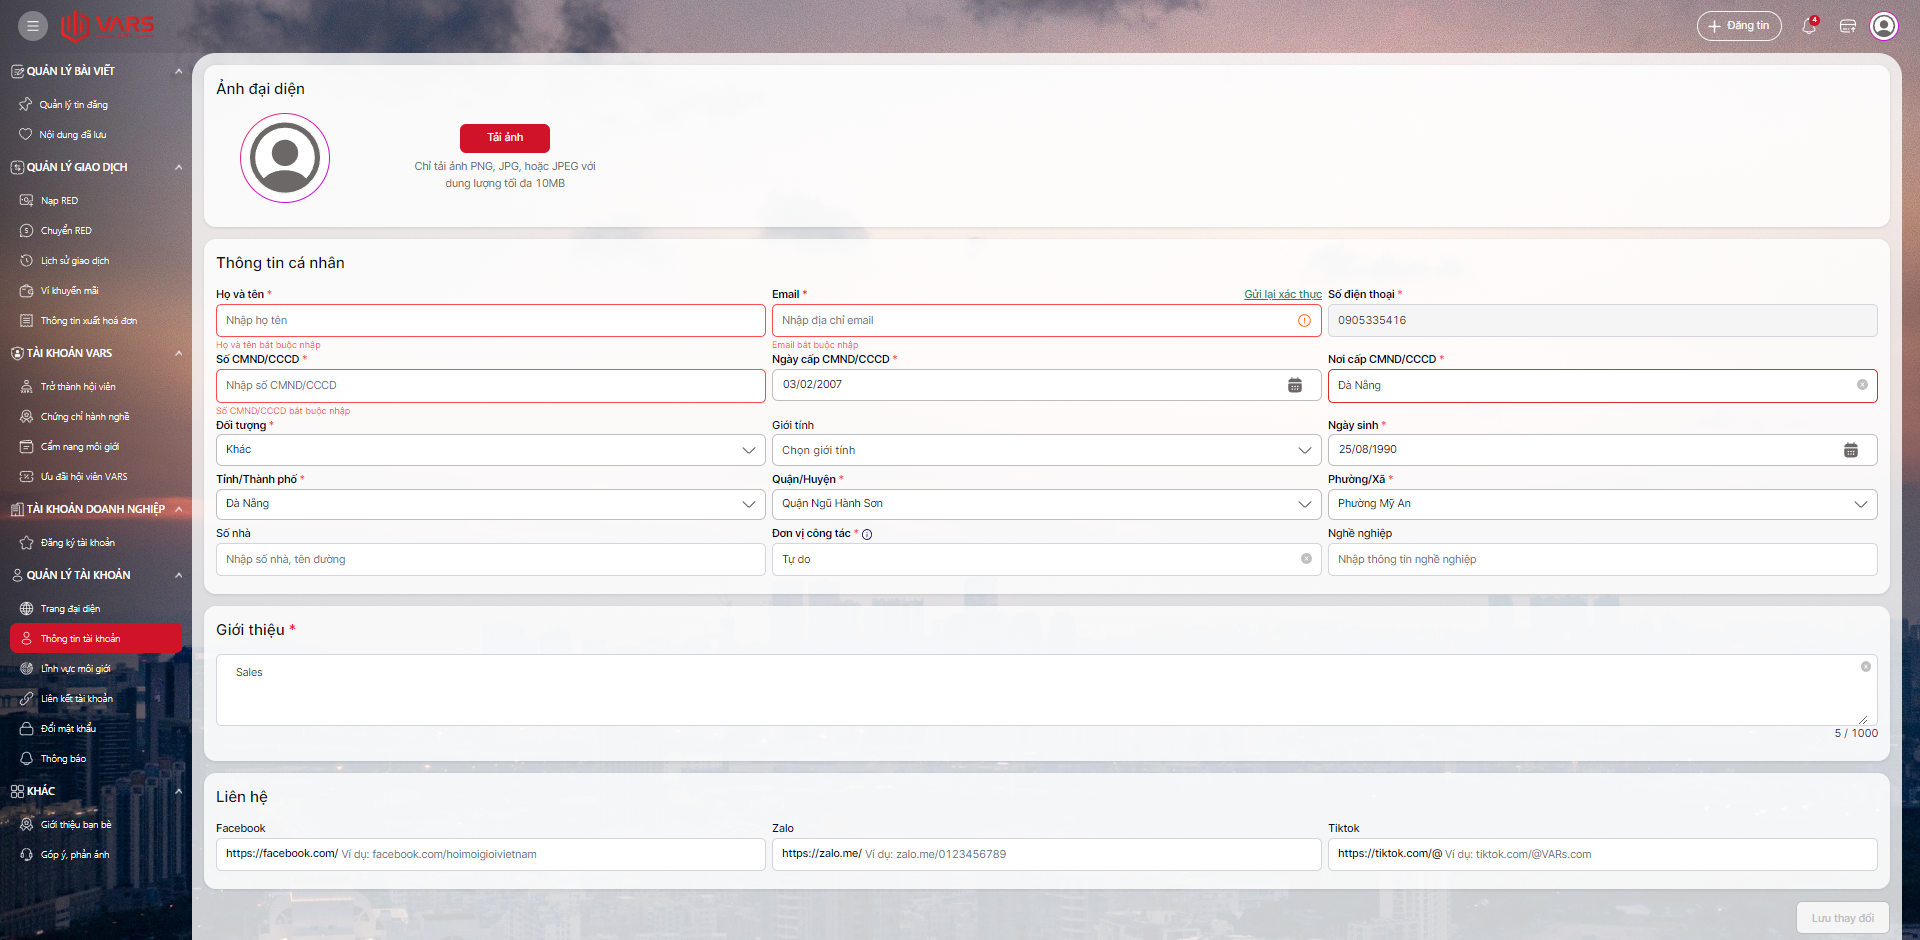 VARS
Đăng tin
4
QUẢN LÝ BÀI VIẾT
Quản lý tin đăng
Nội dung đã lưu
QUẢN LÝ GIAO DỊCH
Nạp RED
Chuyển RED
Lịch sử giao dịch
Ví khuyến mãi
Thông tin xuất hoá đơn
TÀI KHOẢN VARS
Trở thành hội viên
Chứng chỉ hành nghề
Cẩm nang môi giới
Ưu đãi hội viên VARS
TÀI KHOẢN DOANH NGHIỆP
Đăng ký tài khoản
QUẢN LÝ TÀI KHOẢN
Trang đại diện
Thông tin tài khoản
Lĩnh vực môi giới
Liên kết tài khoản
Đổi mật khẩu
Thông báo
KHÁC
Giới thiệu bạn bè
Góp ý, phản ánh
Ảnh đại diện
Tải ảnh
Chỉ tải ảnh PNG, JPG, hoặc JPEG với
dung lượng tối đa 10MB
Thông tin cá nhân
Họ và tên *
Nhập họ tên
Họ và tên bắt buộc nhập
Email * Gửi lại xác thực
Nhập địa chỉ email
Email bắt buộc nhập
Số điện thoại *
0905335416
Số CMND/CCCD *
Nhập số CMND/CCCD
Số CMND/CCCD bắt buộc nhập
Ngày cấp CMND/CCCD *
03/02/2007
Nơi cấp CMND/CCCD *
Đà Nẵng
Đối tượng *
Khác
Giới tính
Chọn giới tính
Ngày sinh *
25/08/1990
Tỉnh/Thành phố *
Đà Nẵng
Quận/Huyện *
Quận Ngũ Hành Sơn
Phường/Xã *
Phường Mỹ An
Số nhà
Nhập số nhà, tên đường
Đơn vị công tác *
Tự do
Nghề nghiệp
Nhập thông tin nghề nghiệp
Giới thiệu *
Sales
5 / 1000
Liên hệ
Facebook
https://facebook.com/ Ví dụ: facebook.com/hoimoigioivietnam
Zalo
https://zalo.me/ Ví dụ: zalo.me/0123456789
Tiktok
https://tiktok.com/@ Ví dụ: tiktok.com/@VARs.com
Lưu thay đổi